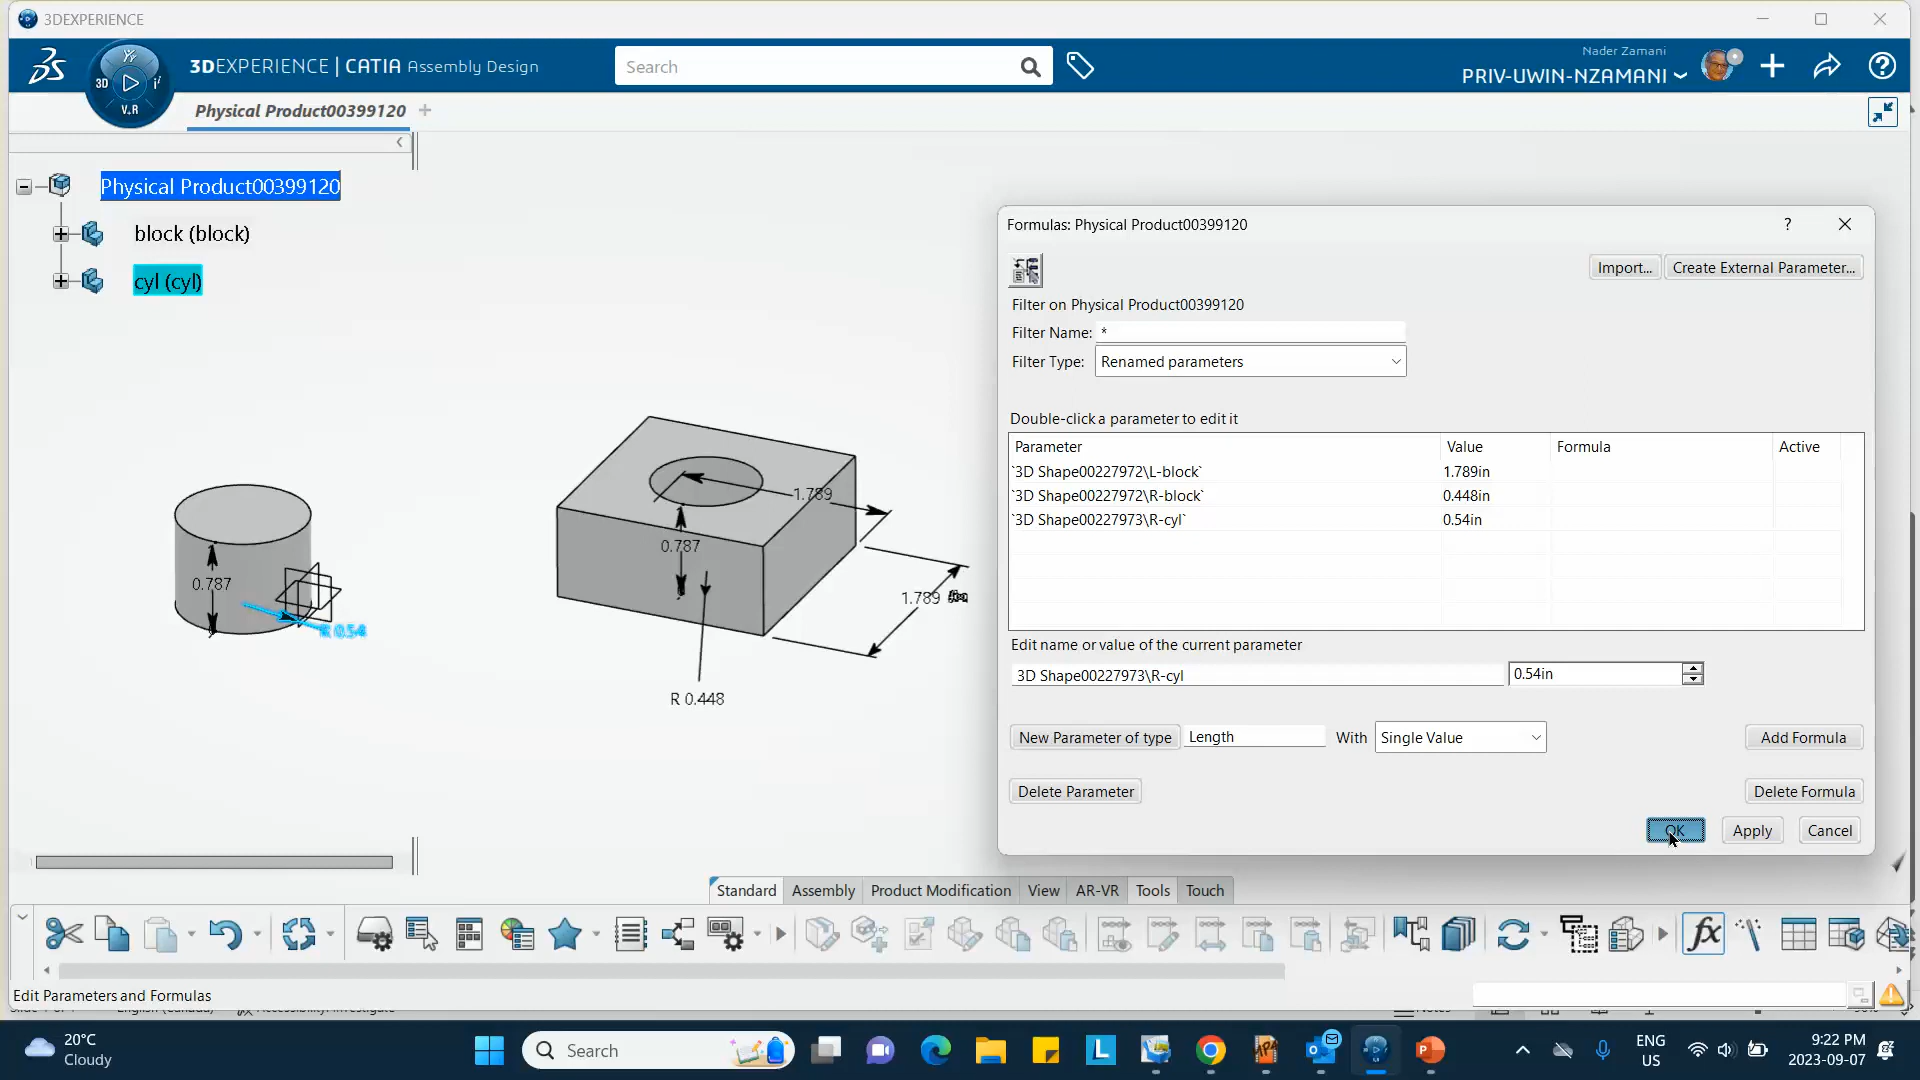 3DEXPERIENCE
3DEXPERIENCE | CATIA Assembly Design
Search
Nader Zamani
PRIV-UWIN-NZAMANI
3D
V.R
Physical Product00399120
Physical Product00399120
block (block)
cyl (cyl)
0.787
R 0.54
1.789
0.787
1.789
R 0.448
Formulas: Physical Product00399120
?
Import...
Create External Parameter...
Filter on Physical Product00399120
Filter Name: *
Filter Type: Renamed parameters
Double-click a parameter to edit it
Parameter Value Formula Active
`3D Shape00227972\L-block` 1.789in
`3D Shape00227972\R-block` 0.448in
`3D Shape00227973\R-cyl` 0.54in
Edit name or value of the current parameter
3D Shape00227973\R-cyl 0.54in
New Parameter of type Length With Single Value Add Formula
Delete Parameter Delete Formula
OK Apply Cancel
Standard Assembly Product Modification View AR-VR Tools Touch
fx
Edit Parameters and Formulas
20°C
Cloudy
Search
L
ENG
US
9:22 PM
2023-09-07